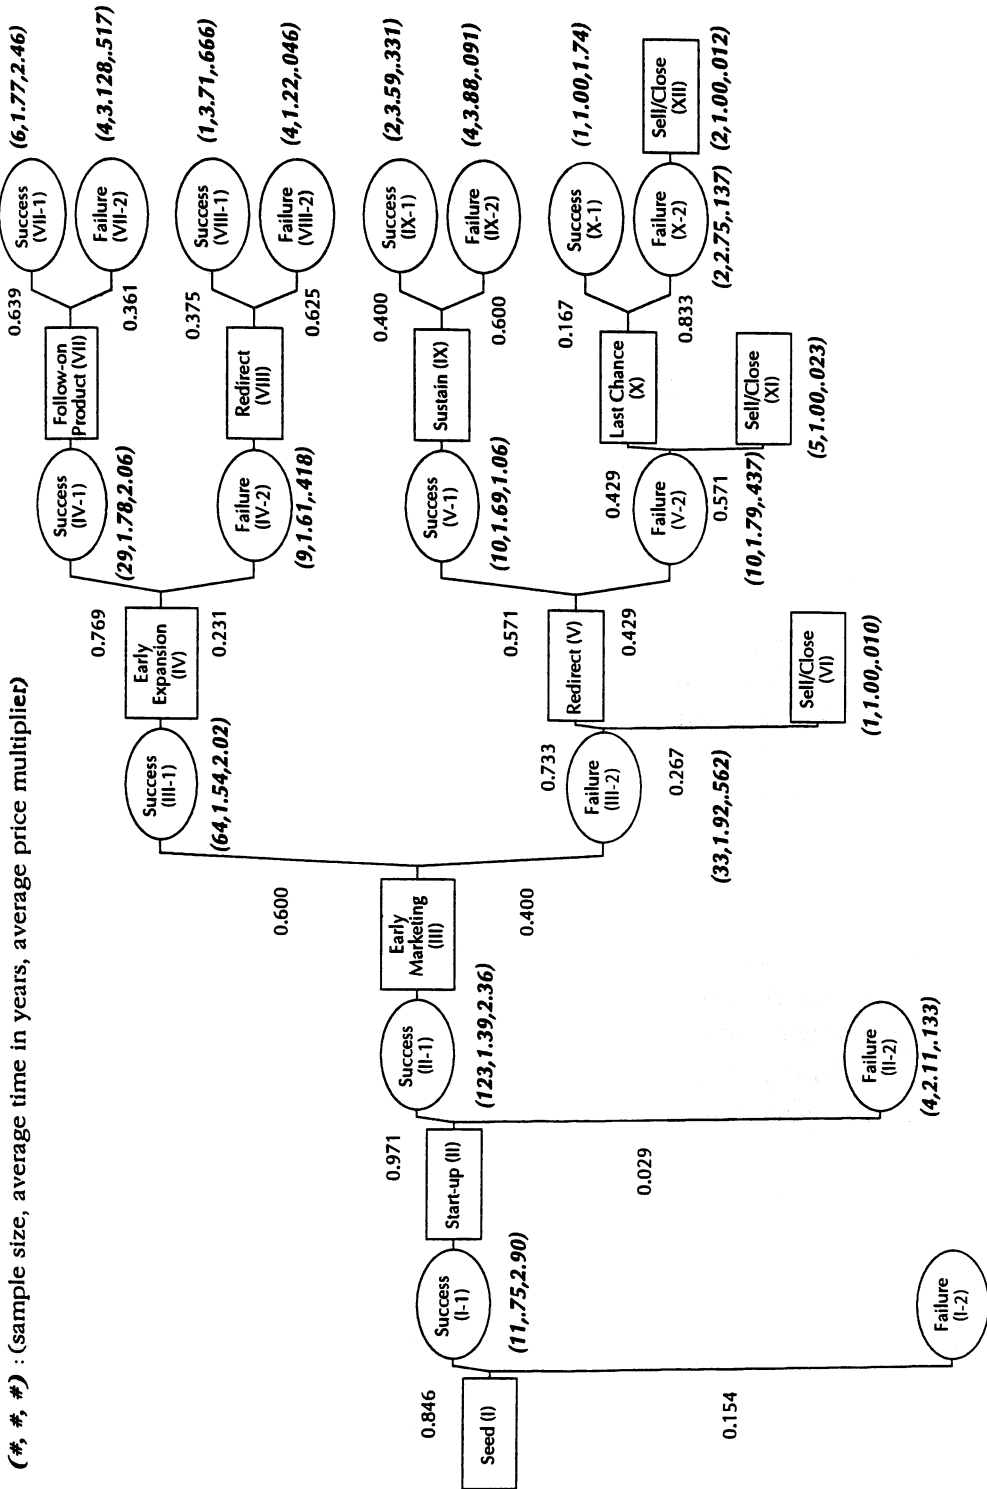 (#, #, #) : (sample size, average time in years, average price multiplier)
Seed (I)
0.846
0.154
Success
(I-1)
(11,.75,2.90)
Failure
(I-2)
Start-up (II)
0.971
0.029
Success
(II-1)
(123,1.39,2.36)
Failure
(II-2)
(4,2.11,.133)
Early
Marketing
(III)
0.600
0.400
Success
(III-1)
(64,1.54,2.02)
Failure
(III-2)
(33,1.92,.562)
0.733
0.267
Early
Expansion
(IV)
0.769
0.231
Redirect (V)
0.571
0.429
Sell/Close
(VI)
(1,1.00,.010)
Success
(IV-1)
(29,1.78,2.06)
Failure
(IV-2)
(9,1.61,.418)
Success
(V-1)
(10,1.69,1.06)
Failure
(V-2)
(10,1.79,.437)
0.429
0.571
Follow-on
Product (VII)
0.639
0.361
Redirect
(VIII)
0.375
0.625
Sustain (IX)
0.400
0.600
Last Chance
(X)
0.167
0.833
Sell/Close
(XI)
(5,1.00,.023)
Success
(VII-1)
(6,1.77,2.46)
Failure
(VII-2)
(4,3.128,.517)
Success
(VIII-1)
(1,3.71,.666)
Failure
(VIII-2)
(4,1.22,.046)
Success
(IX-1)
(2,3.59,.331)
Failure
(IX-2)
(4,3.88,.091)
Success
(X-1)
(1,1.00,1.74)
Failure
(X-2)
(2,2.75,.137)
Sell/Close
(XII)
(2,1.00,.012)